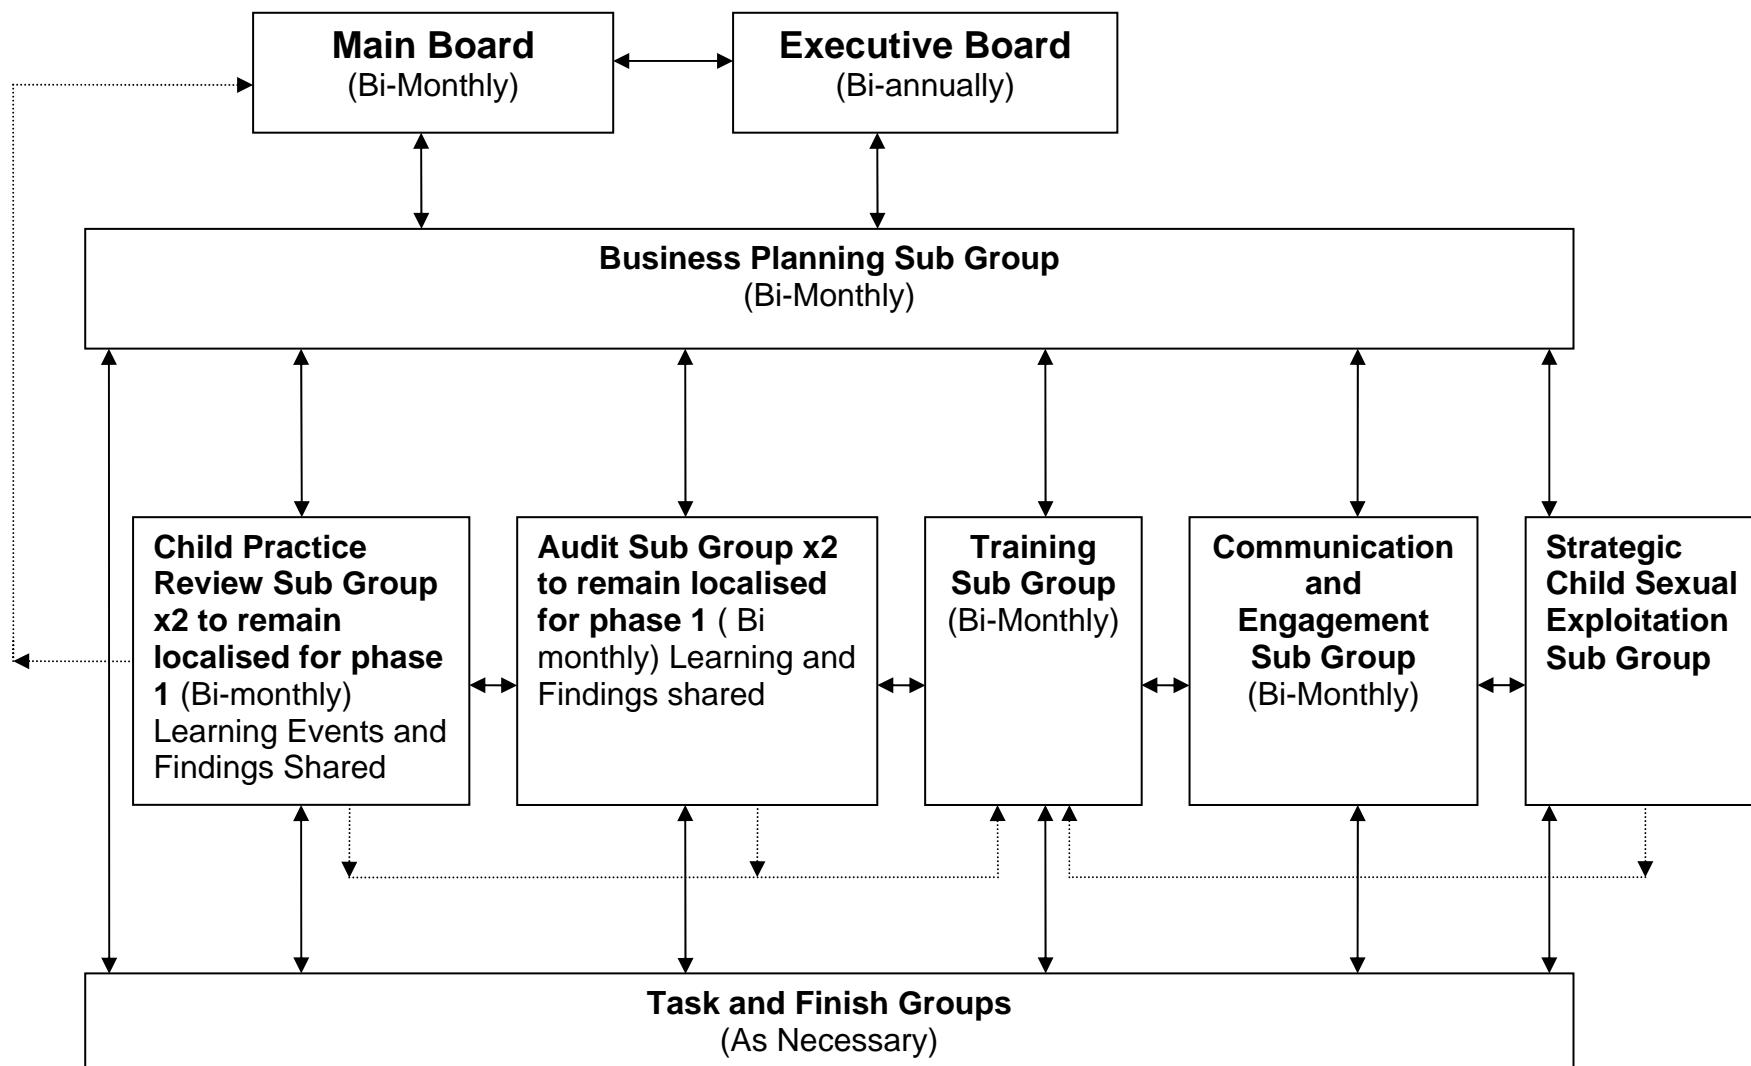 Main Board
(Bi-Monthly)
Executive Board
(Bi-annually)
Business Planning Sub Group
(Bi-Monthly)
Child Practice
Review Sub Group
x2 to remain
localised for phase
1 (Bi-monthly)
Learning Events and
Findings Shared
Audit Sub Group x2
to remain localised
for phase 1 ( Bi
monthly) Learning and
Findings shared
Training
Sub Group
(Bi-Monthly)
Communication
and
Engagement
Sub Group
(Bi-Monthly)
Strategic
Child Sexual
Exploitation
Sub Group
Task and Finish Groups
(As Necessary)